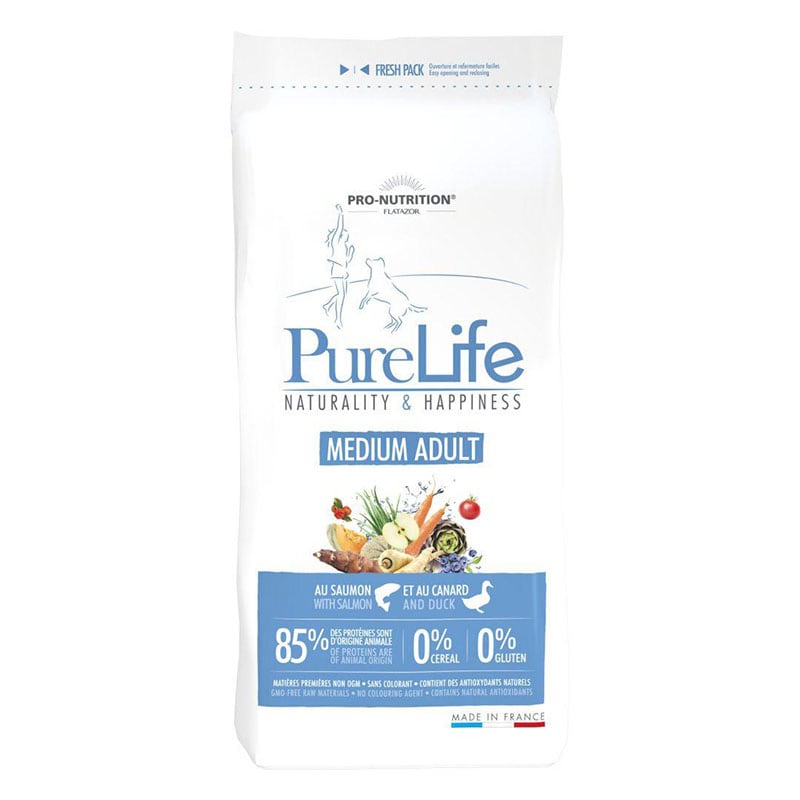 FRESH PACK
Ouverture et refermeture faciles
Easy opening and reclosing
PRO-NUTRITION®
FLATAZOR
PureLife
NATURALITY & HAPPINESS
MEDIUM ADULT
AU SAUMON
WITH SALMON
ET AU CANARD
AND DUCK
85% DES PROTÉINES SONT
D'ORIGINE ANIMALE
OF PROTEINS ARE
OF ANIMAL ORIGIN
0%
CEREAL
0%
GLUTEN
MATIÈRES PREMIÈRES NON OGM • SANS COLORANT • CONTIENT DES ANTIOXYDANTS NATURELS
GMO-FREE RAW MATERIALS • NO COLOURING AGENT • CONTAINS NATURAL ANTIOXIDANTS
MADE IN FRANCE